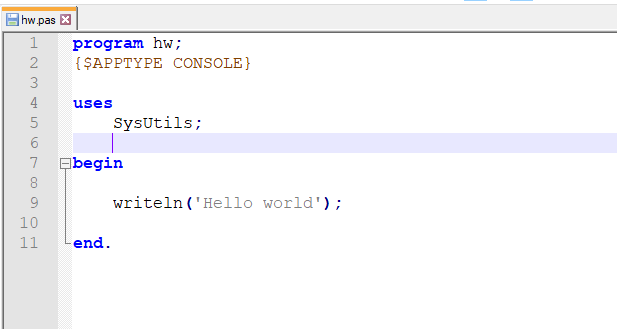 hw.pas
1 program hw;
2 {$APPTYPE CONSOLE}
3
4 uses
5 SysUtils;
6
7 begin
8
9 writeln('Hello world');
10
11 end.